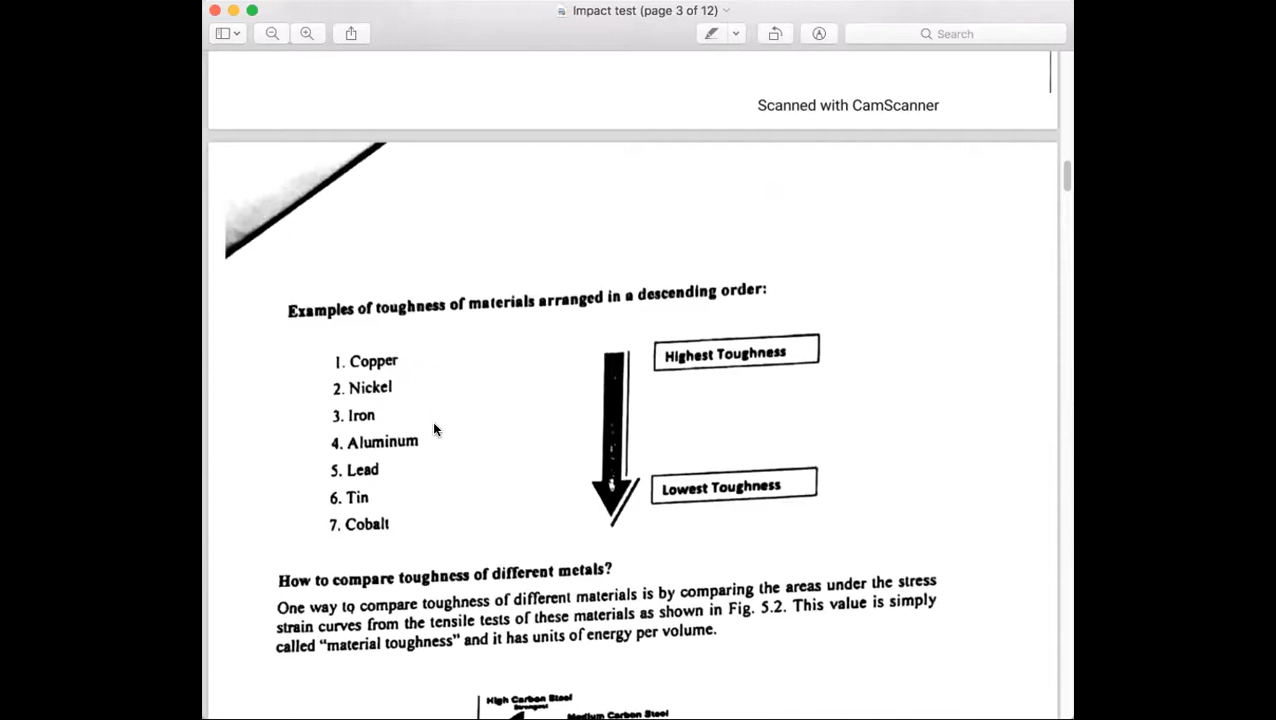 Impact test (page 3 of 12)
Search
Scanned with CamScanner
Examples of toughness of materials arranged in a descending order:
1. Copper
2. Nickel
3. Iron
4. Aluminum
5. Lead
6. Tin
7. Cobalt
Highest Toughness
Lowest Toughness
How to compare toughness of different metals?
One way to compare toughness of different materials is by comparing the areas under the stress
strain curves from the tensile tests of these materials as shown in Fig. 5.2. This value is simply
called "material toughness" and it has units of energy per volume.
High Carbon Steel
Strongest
Medium Carbon Steel